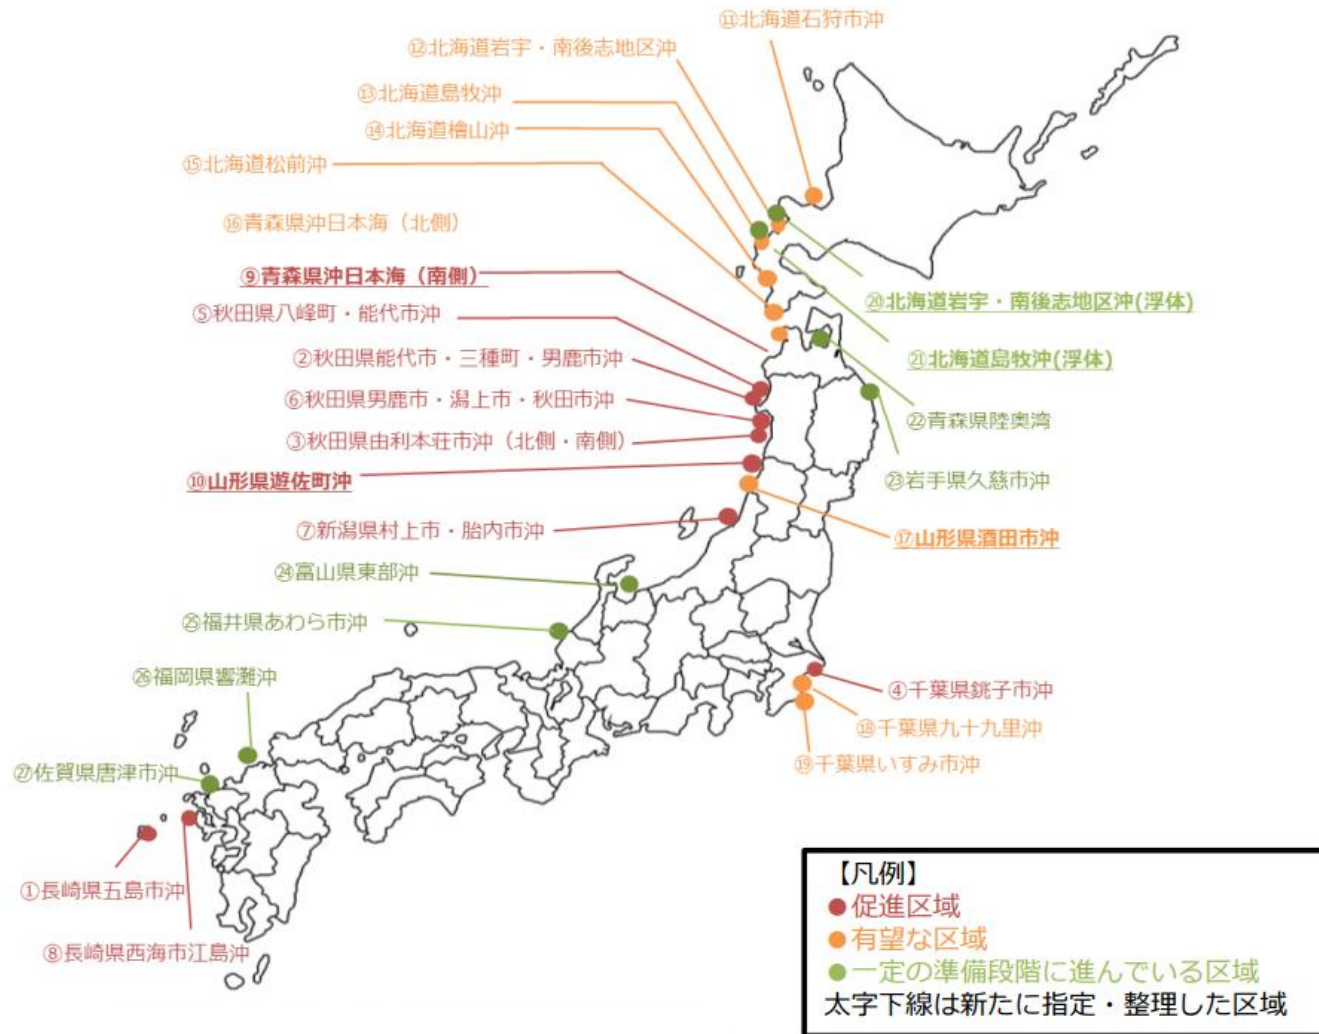 ⑪北海道石狩市沖
⑫北海道岩宇・南後志地区沖
⑬北海道島牧沖
⑭北海道檜山沖
⑮北海道松前沖
⑯青森県沖日本海（北側）
⑨青森県沖日本海（南側）
⑤秋田県八峰町・能代市沖
②秋田県能代市・三種町・男鹿市沖
⑥秋田県男鹿市・潟上市・秋田市沖
③秋田県由利本荘市沖（北側・南側）
⑩山形県遊佐町沖
⑦新潟県村上市・胎内市沖
㉔富山県東部沖
㉕福井県あわら市沖
㉖福岡県響灘沖
㉗佐賀県唐津市沖
①長崎県五島市沖
⑧長崎県西海市江島沖
⑳北海道岩宇・南後志地区沖(浮体)
㉑北海道島牧沖(浮体)
㉒青森県陸奥湾
㉓岩手県久慈市沖
⑰山形県酒田市沖
④千葉県銚子市沖
⑱千葉県九十九里沖
⑲千葉県いすみ市沖
【凡例】
●促進区域
●有望な区域
●一定の準備段階に進んでいる区域
太字下線は新たに指定・整理した区域